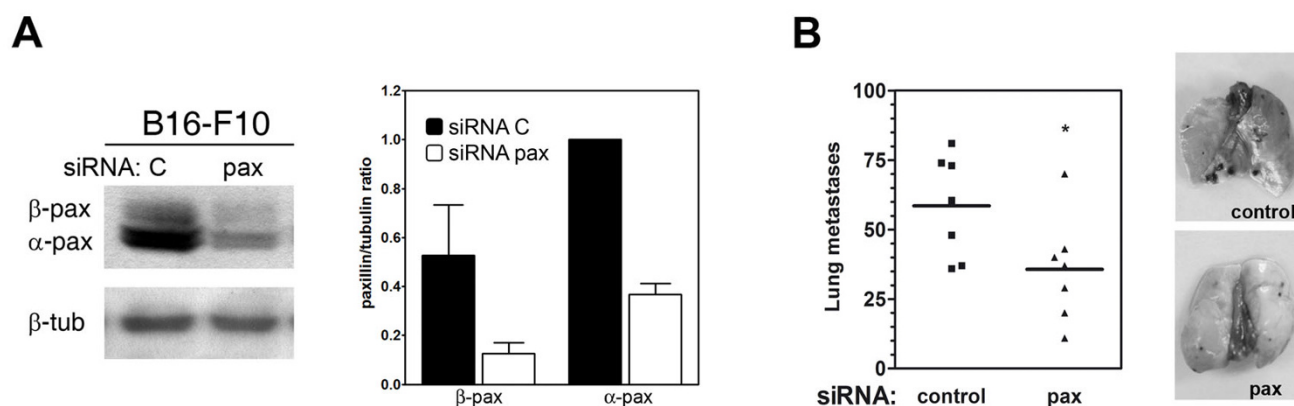 A
B16-F10
siRNA: C pax
β-pax
α-pax
β-tub
1.2
1.0
0.8
0.6
0.4
0.2
0.0
paxillin/tubulin ratio
siRNA C
siRNA pax
β-pax α-pax
B
100
75
50
25
0
Lung metastases
*
siRNA: control pax
control
pax